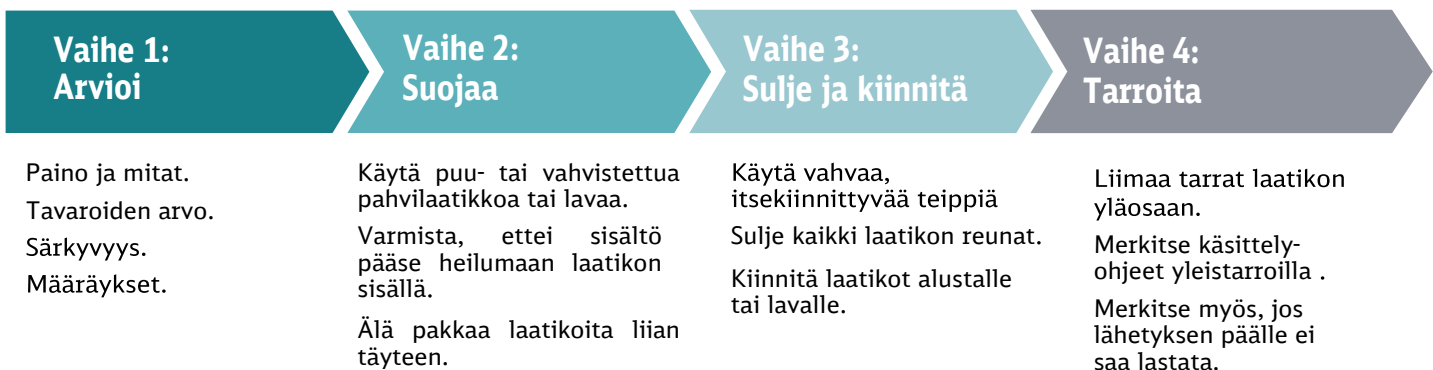 Vaihe 1:
Arvioi
Paino ja mitat.
Tavaroiden arvo.
Särkyvyys.
Määräykset.
Vaihe 2:
Suojaa
Käytä puu- tai vahvistettua
pahvilaatikkoa tai lavaa.
Varmista, ettei sisältö
pääse heilumaan laatikon
sisällä.
Älä pakkaa laatikoita liian
täyteen.
Vaihe 3:
Sulje ja kiinnitä
Käytä vahvaa,
itsekiinnittyvää teippiä
Sulje kaikki laatikon reunat.
Kiinnitä laatikot alustalle
tai lavalle.
Vaihe 4:
Tarroita
Liimaa tarrat laatikon
yläosaan.
Merkitse käsittely-
ohjeet yleistarroilla .
Merkitse myös, jos
lähetyksen päälle ei
saa lastata.